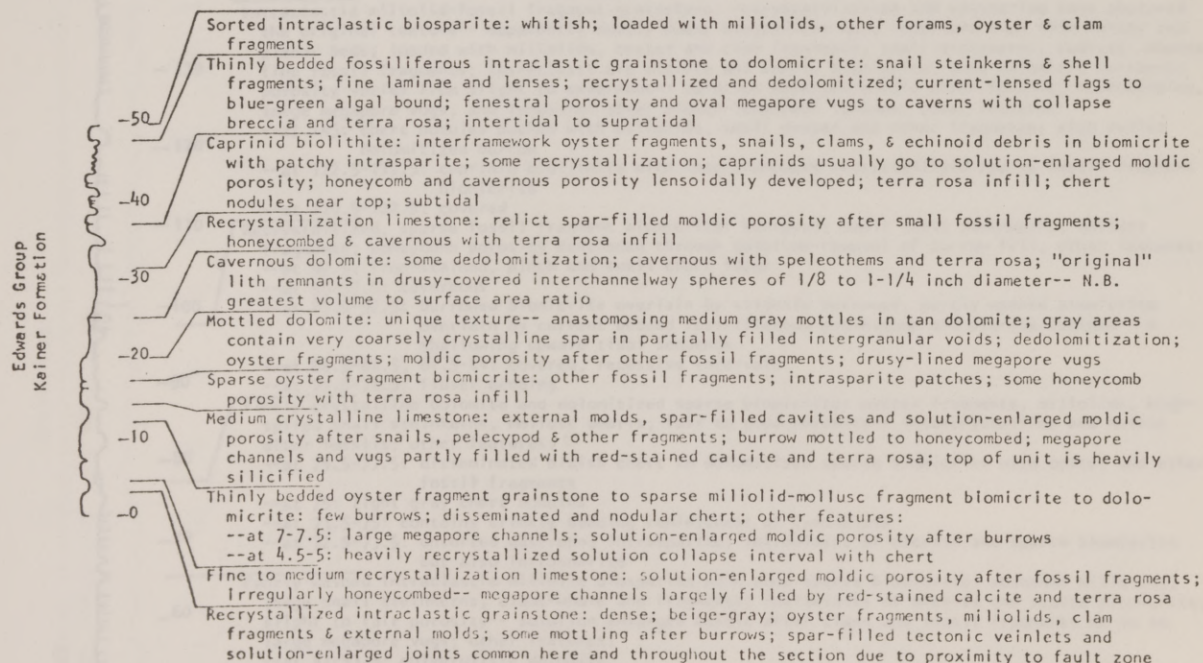 Sorted intraclastic biosparite: whitish; loaded with miliolids, other forams, oyster & clam
fragments
Thinly bedded fossiliferous intraclastic grainstone to dolomicrite: snail steinkerns & shell
fragments; fine laminae and lenses; recrystallized and dedolomitized; current-lensed flags to
blue-green algal bound; fenestral porosity and oval megapore vugs to caverns with collapse
breccia and terra rosa; intertidal to supratidal
Caprinid biolithite: interframework oyster fragments, snails, clams, & echinoid debris in biomicrite
with patchy intrasparite; some recrystallization; caprinids usually go to solution-enlarged moldic
porosity; honeycomb and cavernous porosity lensoidally developed; terra rosa infill; chert
nodules near top; subtidal
Recrystallization limestone: relict spar-filled moldic porosity after small fossil fragments;
honeycombed & cavernous with terra rosa infill
Cavernous dolomite: some dedolomitization; cavernous with speleothems and terra rosa; "original"
lith remnants in drusy-covered interchannelway spheres of 1/8 to 1-1/4 inch diameter-- N.B.
greatest volume to surface area ratio
Mottled dolomite: unique texture-- anastomosing medium gray mottles in tan dolomite; gray areas
contain very coarsely crystalline spar in partially filled intergranular voids; dedolomitization;
oyster fragments; moldic porosity after other fossil fragments; drusy-lined megapore vugs
Sparse oyster fragment biomicrite: other fossil fragments; intrasparite patches; some honeycomb
porosity with terra rosa infill
Medium crystalline limestone: external molds, spar-filled cavities and solution-enlarged moldic
porosity after snails, pelecypod & other fragments; burrow mottled to honeycombed; megapore
channels and vugs partly filled with red-stained calcite and terra rosa; top of unit is heavily
silicified
Thinly bedded oyster fragment grainstone to sparse miliolid-mollusc fragment biomicrite to dolo-
micrite: few burrows; disseminated and nodular chert; other features:
--at 7-7.5: large megapore channels; solution-enlarged moldic porosity after burrows
--at 4.5-5: heavily recrystallized solution collapse interval with chert
Fine to medium recrystallization limestone: solution-enlarged moldic porosity after fossil fragments;
Irregularly honeycombed-- megapore channels largely filled by red-stained calcite and terra rosa
Recrystallized intraclastic grainstone: dense; beige-gray; oyster fragments, miliolids, clam
fragments & external molds; some mottling after burrows; spar-filled tectonic veinlets and
solution-enlarged joints common here and throughout the section due to proximity to fault zone
-50
-40
-30
-20
-10
-0
Edwards Group
Kainer Formation